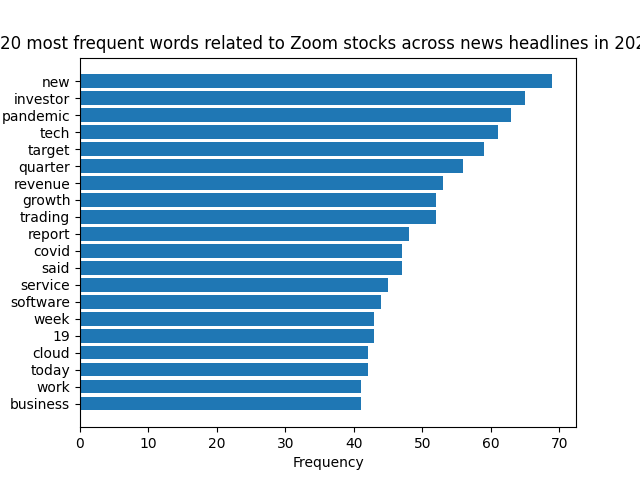 20 most frequent words related to Zoom stocks across news headlines in 202
new
investor
pandemic
tech
target
quarter
revenue
growth
trading
report
covid
said
service
software
week
19
cloud
today
work
business
0 10 20 30 40 50 60 70
Frequency